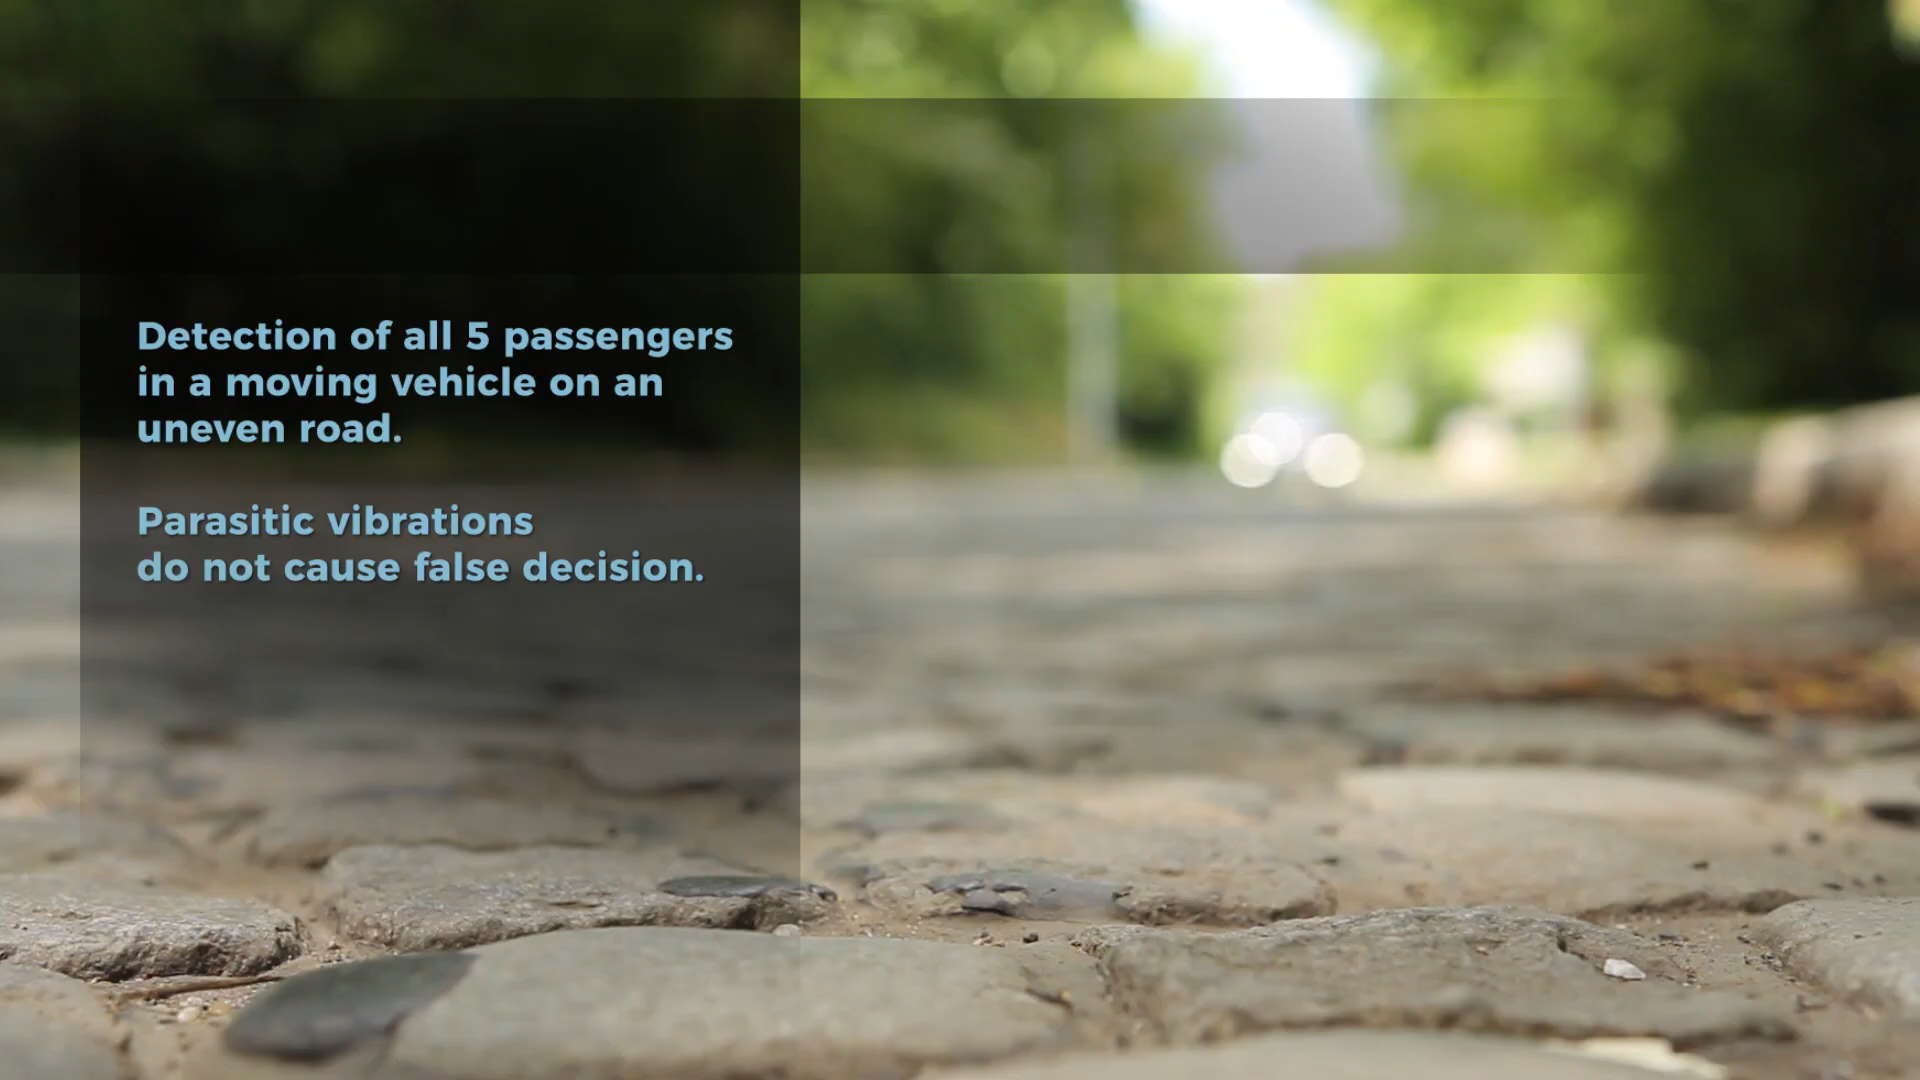 Detection of all 5 passengers
in a moving vehicle on an
uneven road.
Parasitic vibrations
do not cause false decision.